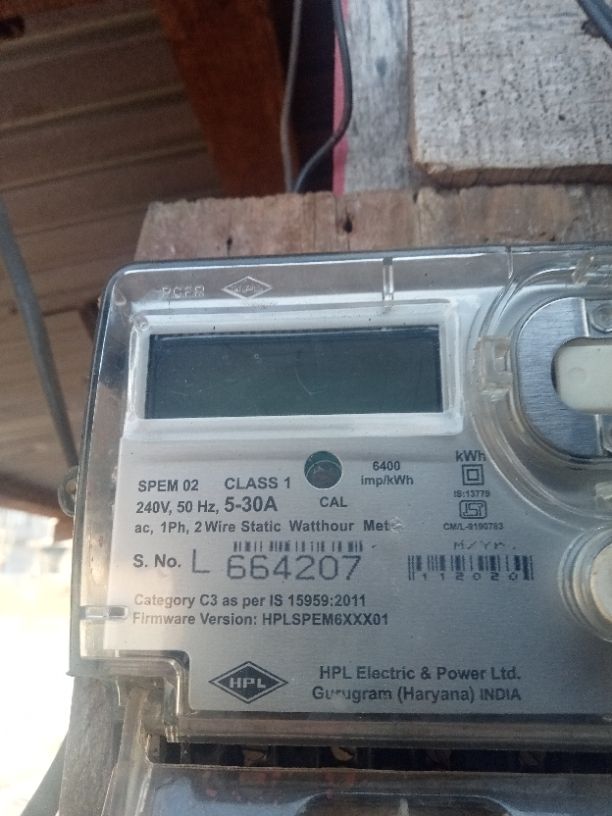 SPEM 02 CLASS 1
240V, 50 Hz, 5-30A
CAL
6400
imp/kWh
kWh
IS:13779
CM/L-9190763
ac, 1Ph, 2 Wire Static Watthour
M/YR.
S. No. L 664207
112020
Category C3 as per IS 15959:2011
Firmware Version: HPLSPEM6XXX01
HPL
HPL Electric & Power Ltd.
Gurugram (Haryana) INDIA